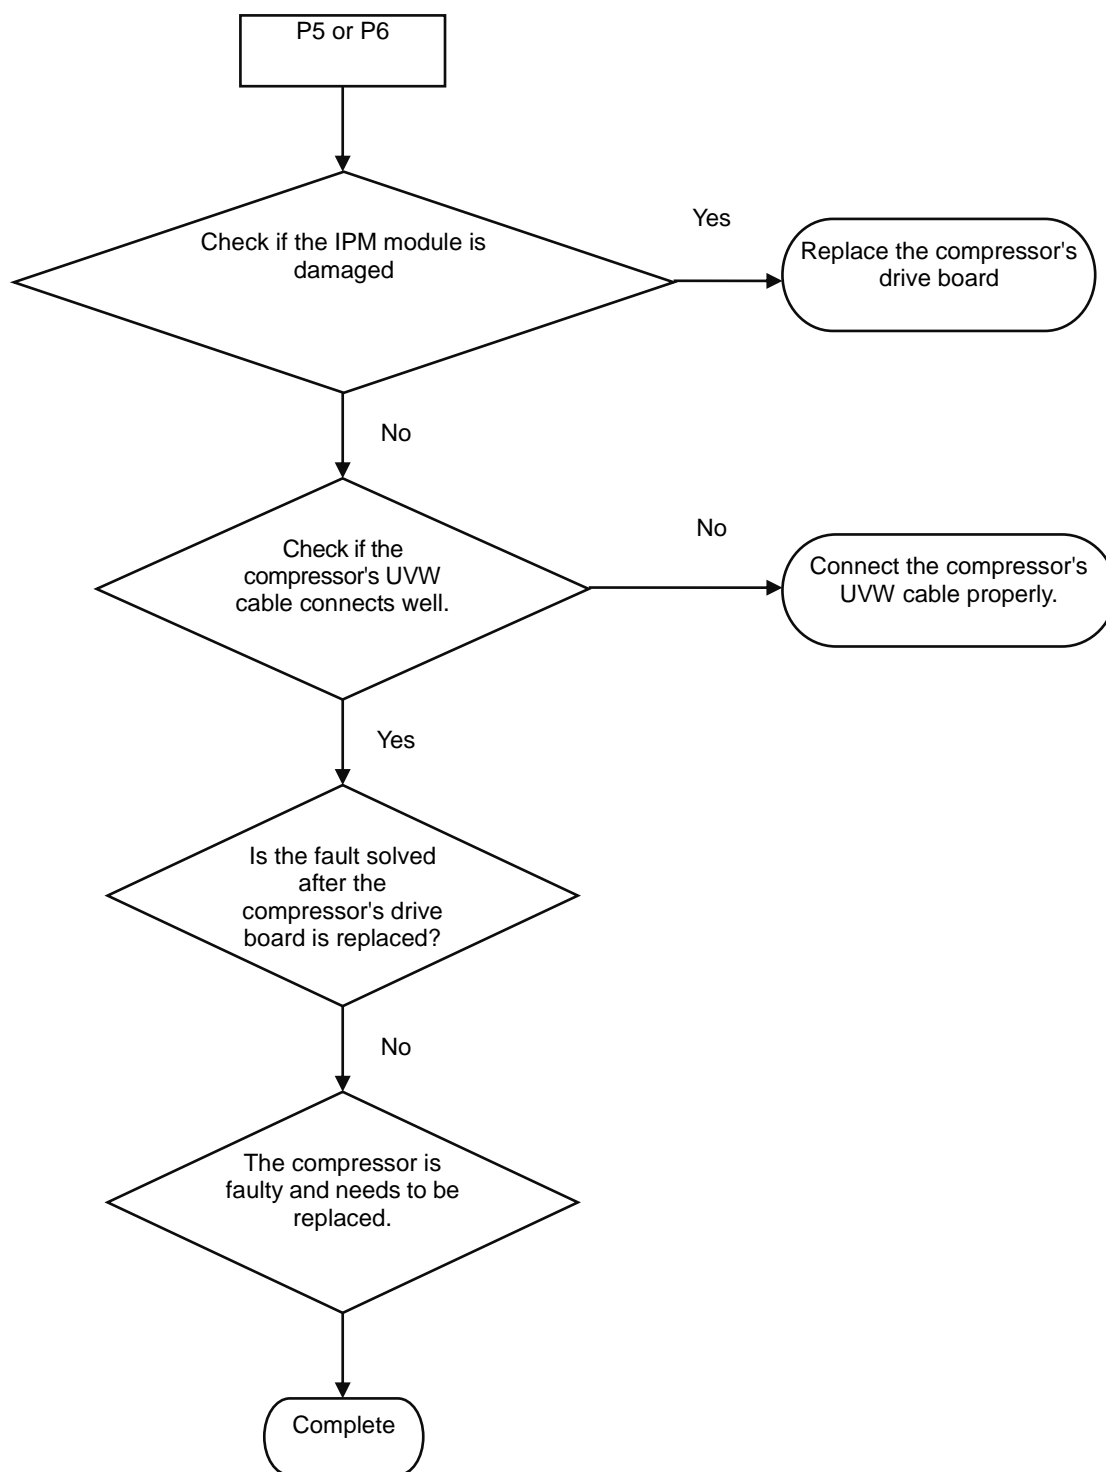 P5 or P6
Check if the IPM module is
damaged
Yes
Replace the compressor's
drive board
No
Check if the
compressor's UVW
cable connects well.
No
Connect the compressor's
UVW cable properly.
Yes
Is the fault solved
after the
compressor's drive
board is replaced?
No
The compressor is
faulty and needs to be
replaced.
Complete